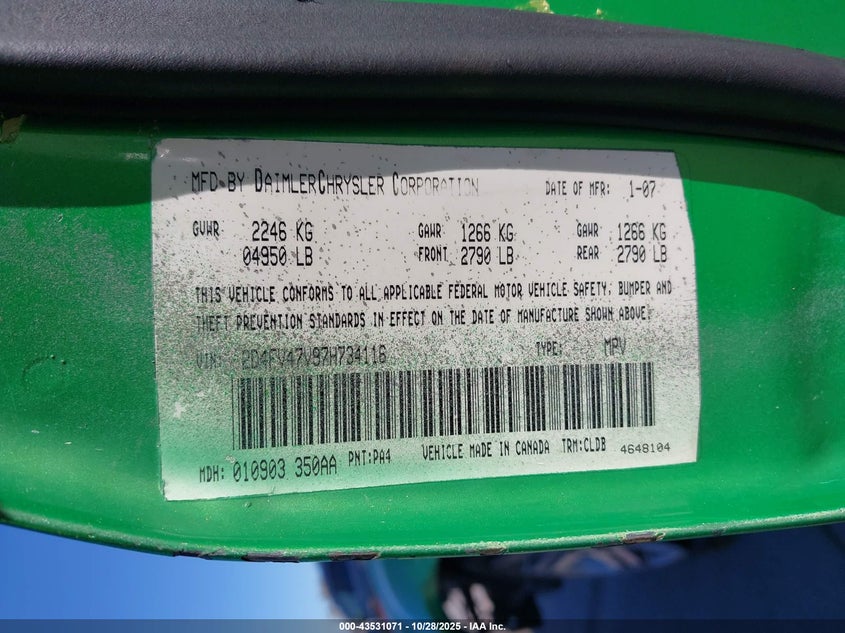 MFD BY DAIMLERCHRYSLER CORPORATION DATE OF MFR: 1-07
GVWR 2246 KG GAWR 1266 KG GAWR 1266 KG
04950 LB FRONT 2790 LB REAR 2790 LB
THIS VEHICLE CONFORMS TO ALL APPLICABLE FEDERAL MOTOR VEHICLE SAFETY, BUMPER AND
THEFT PREVENTION STANDARDS IN EFFECT ON THE DATE OF MANUFACTURE SHOWN ABOVE.
VIN: 2D4FV47V97H734116 TYPE: MPV
MDH: 010903 350AA PNT:PA4 VEHICLE MADE IN CANADA TRM:CLDB 4648104
000-43531071 - 10/28/2025 - IAA Inc.